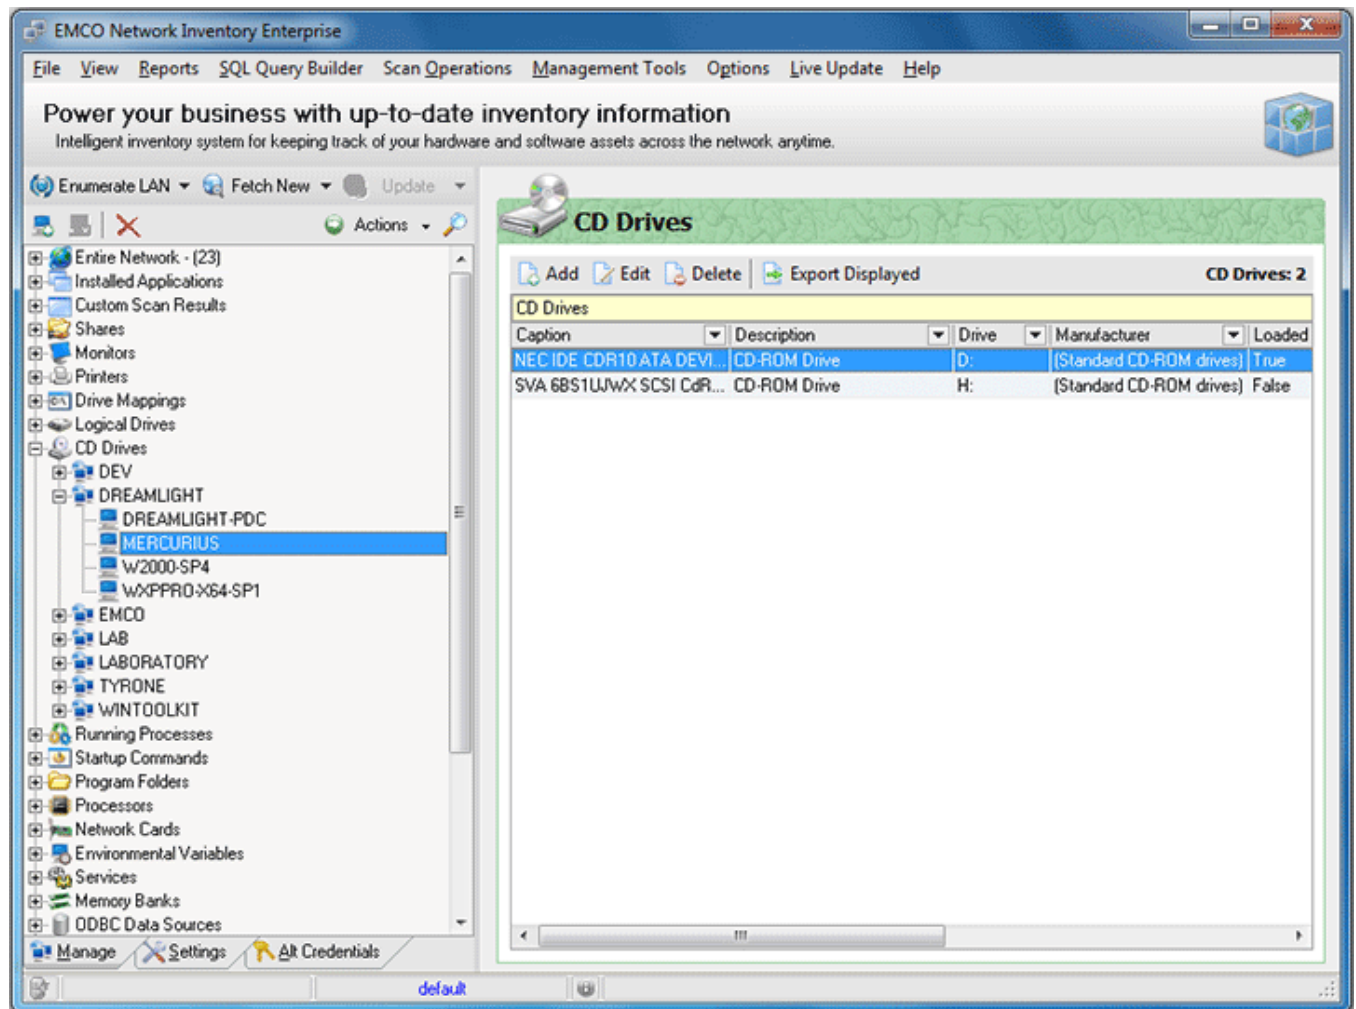 EMCO Network Inventory Enterprise
File View Reports SQL Query Builder Scan Operations Management Tools Options Live Update Help
Power your business with up-to-date inventory information
Intelligent inventory system for keeping track of your hardware and software assets across the network anytime.
Enumerate LAN Fetch New Update
Actions
Entire Network - (23)
Installed Applications
Custom Scan Results
Shares
Monitors
Printers
Drive Mappings
Logical Drives
CD Drives
DEV
DREAMLIGHT
DREAMLIGHT-PDC
MERCURIUS
W2000-SP4
WXPPRO-X64-SP1
EMCO
LAB
LABORATORY
TYRONE
WINTOOLKIT
Running Processes
Startup Commands
Program Folders
Processors
Network Cards
Environmental Variables
Services
Memory Banks
ODBC Data Sources
Manage Settings Alt Credentials
CD Drives
Add Edit Delete Export Displayed CD Drives: 2
CD Drives
Caption Description Drive Manufacturer Loaded
NEC IDE CDR10 ATA DEVI... CD-ROM Drive D: (Standard CD-ROM drives) True
SVA 6BS1UJWX SCSI CdR... CD-ROM Drive H: (Standard CD-ROM drives) False
default